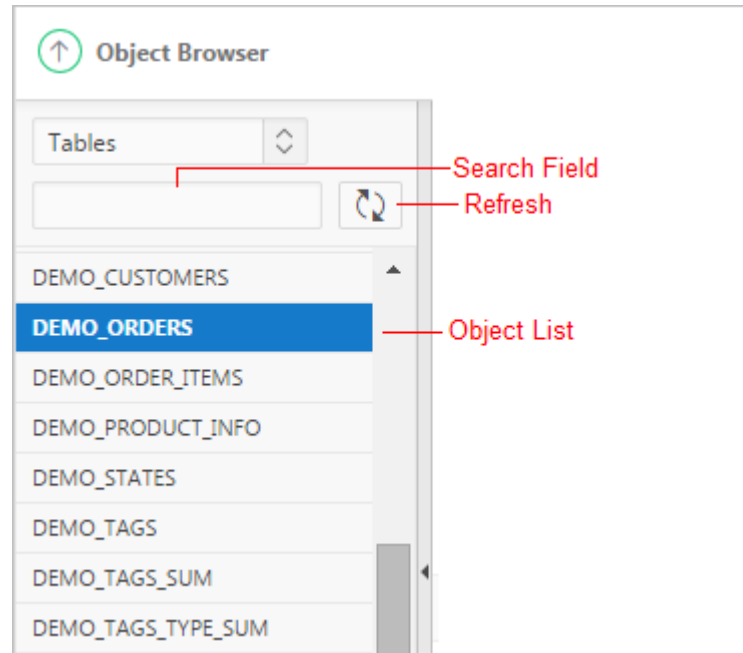 Object Browser
Tables
Search Field
Refresh
DEMO_CUSTOMERS
DEMO_ORDERS
Object List
DEMO_ORDER_ITEMS
DEMO_PRODUCT_INFO
DEMO_STATES
DEMO_TAGS
DEMO_TAGS_SUM
DEMO_TAGS_TYPE_SUM